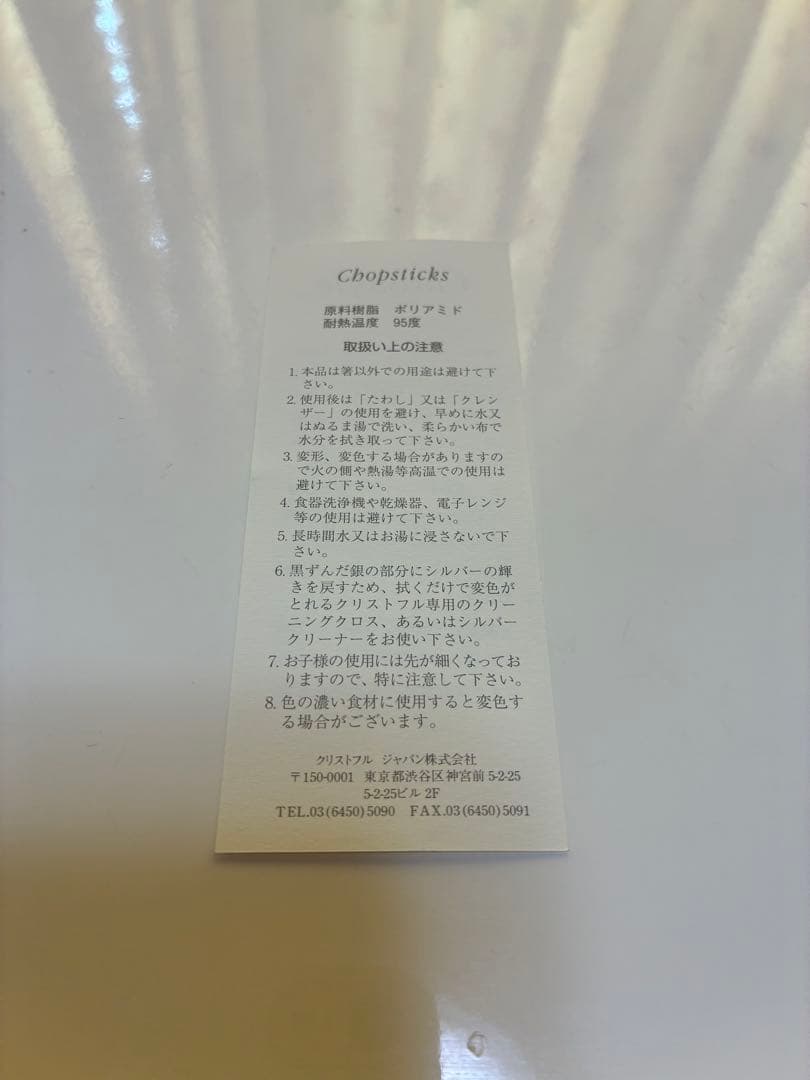 Chopsticks
原料樹脂　ポリアミド
耐熱温度　95度
取扱い上の注意
1. 本品は箸以外での用途は避けて下
さい。
2. 使用後は「たわし」又は「クレン
ザー」の使用を避け、早めに水又
はぬるま湯で洗い、柔らかい布で
水分を拭き取って下さい。
3. 変形、変色する場合がありますの
で火の側や熱湯等高温での使用は
避けて下さい。
4. 食器洗浄機や乾燥器、電子レンジ
等の使用は避けて下さい。
5. 長時間水又はお湯に浸さないで下
さい。
6. 黒ずんだ銀の部分にシルバーの輝
きを戻すため、拭くだけで変色が
とれるクリストフル専用のクリー
ニングクロス、あるいはシルバー
クリーナーをお使い下さい。
7. お子様の使用には先が細くなってお
りますので、特に注意して下さい。
8. 色の濃い食材に使用すると変色す
る場合がございます。
クリストフル ジャパン株式会社
〒150-0001　東京都渋谷区神宮前 5-2-25
5-2-25ビル 2F
TEL.03(6450)5090　FAX.03(6450)5091